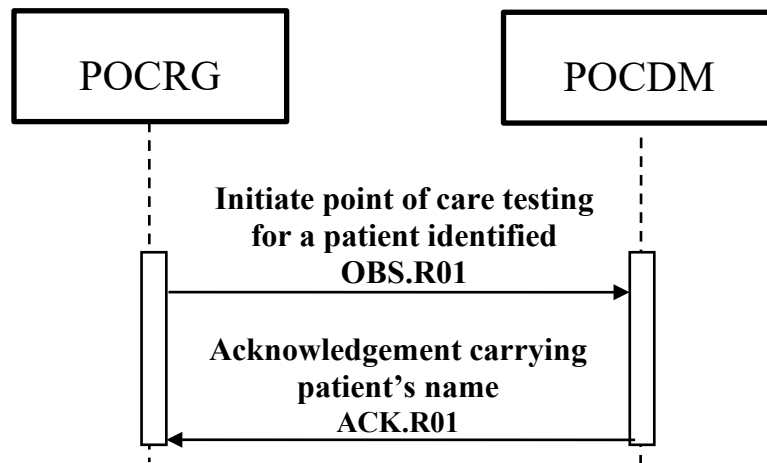 POCRG
POCDM
Initiate point of care testing
for a patient identified
OBS.R01
Acknowledgement carrying
patient’s name
ACK.R01